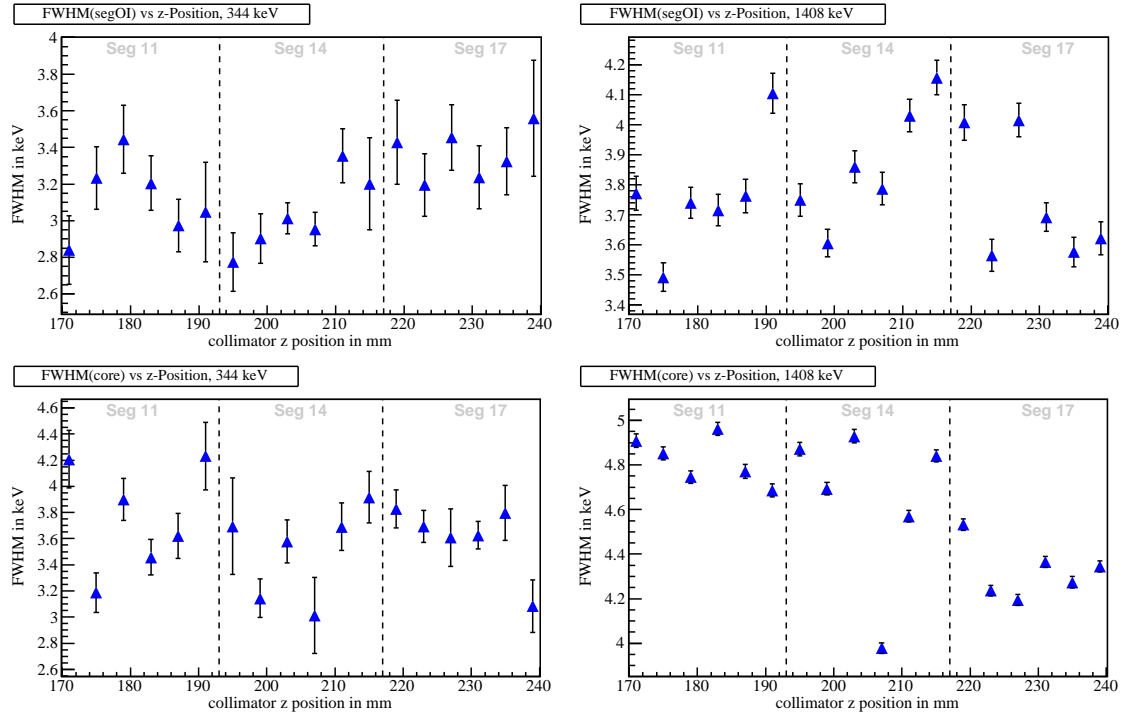 FWHM(segOI) vs z-Position, 344 keV
Seg 11 Seg 14 Seg 17
FWHM in keV
4
3.8
3.6
3.4
3.2
3
2.8
2.6
170 180 190 200 210 220 230 240
collimator z position in mm
FWHM(segOI) vs z-Position, 1408 keV
Seg 11 Seg 14 Seg 17
FWHM in keV
4.2
4.1
4
3.9
3.8
3.7
3.6
3.5
3.4
170 180 190 200 210 220 230 240
collimator z position in mm
FWHM(core) vs z-Position, 344 keV
Seg 11 Seg 14 Seg 17
FWHM in keV
4.6
4.4
4.2
4
3.8
3.6
3.4
3.2
3
2.8
2.6
170 180 190 200 210 220 230 240
collimator z position in mm
FWHM(core) vs z-Position, 1408 keV
Seg 11 Seg 14 Seg 17
FWHM in keV
5
4.8
4.6
4.4
4.2
4
170 180 190 200 210 220 230 240
collimator z position in mm